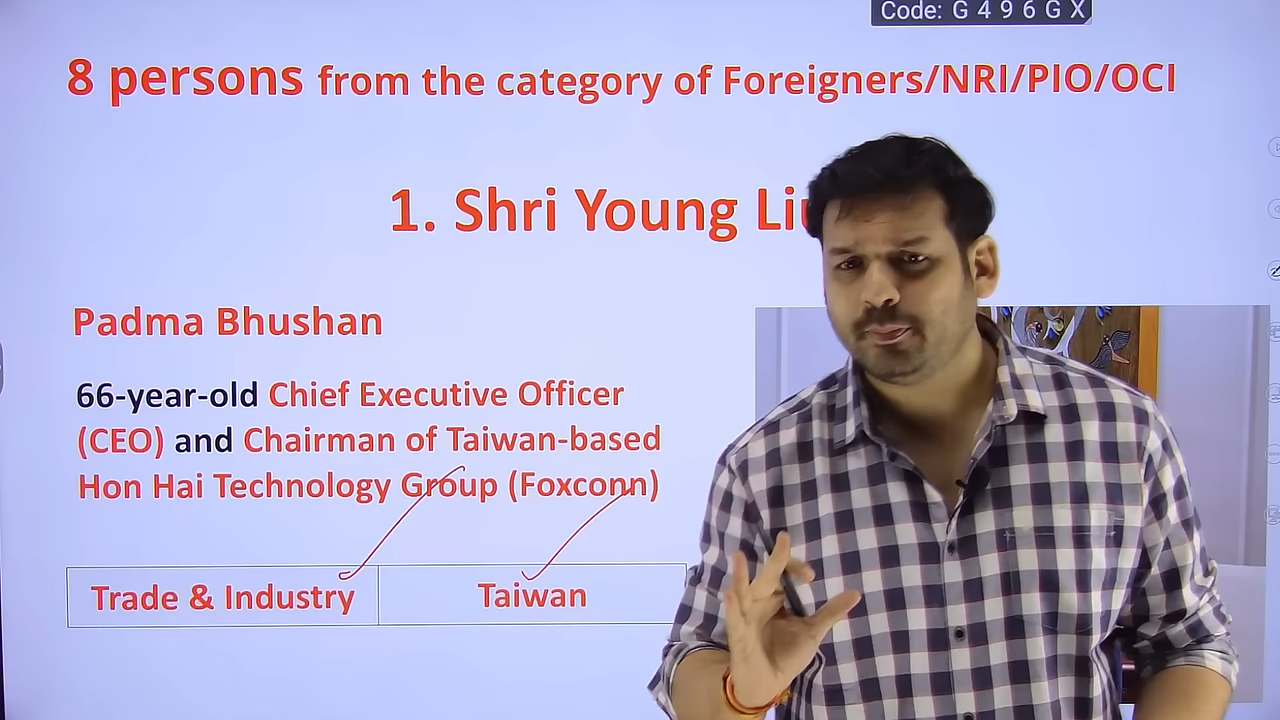 Code: G 4 9 6 G X
8 persons from the category of Foreigners/NRI/PIO/OCI
1. Shri Young
Padma Bhushan
66-year-old Chief Executive Officer
(CEO) and Chairman of Taiwan-based
Hon Hai Technology Group (Foxconn)
Trade & Industry
Taiwan